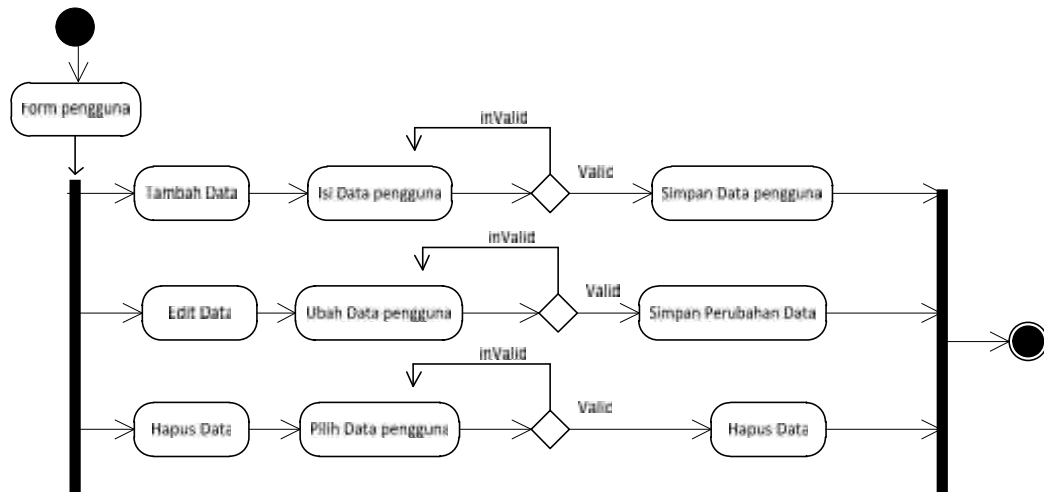 Form pengguna
inValid
Tambah Data
Isi Data pengguna
Valid
Simpan Data pengguna
inValid
Edit Data
Ubah Data pengguna
Valid
Simpan Perubahan Data
inValid
Hapus Data
Pilih Data pengguna
Valid
Hapus Data